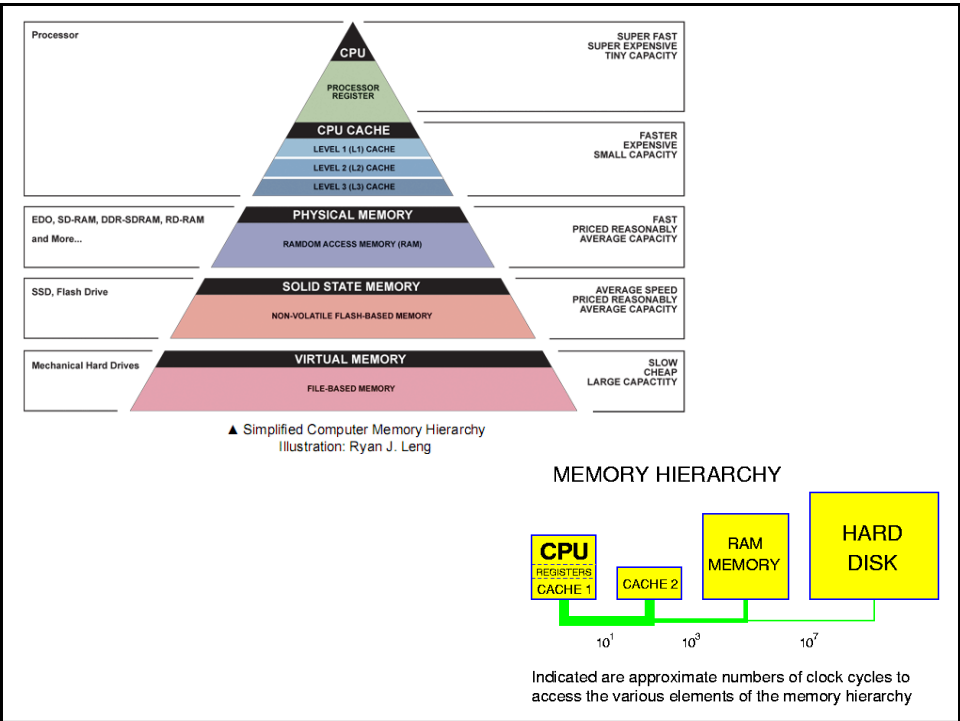 Processor
CPU
SUPER FAST
SUPER EXPENSIVE
TINY CAPACITY
PROCESSOR
REGISTER
CPU CACHE
LEVEL 1 (L1) CACHE
LEVEL 2 (L2) CACHE
LEVEL 3 (L3) CACHE
FASTER
EXPENSIVE
SMALL CAPACITY
EDO, SD-RAM, DDR-SDRAM, RD-RAM
and More...
PHYSICAL MEMORY
RAMDOM ACCESS MEMORY (RAM)
FAST
PRICED REASONABLY
AVERAGE CAPACITY
SSD, Flash Drive
SOLID STATE MEMORY
NON-VOLATILE FLASH-BASED MEMORY
AVERAGE SPEED
PRICED REASONABLY
AVERAGE CAPACITY
Mechanical Hard Drives
VIRTUAL MEMORY
FILE-BASED MEMORY
SLOW
CHEAP
LARGE CAPACTITY
▲ Simplified Computer Memory Hierarchy
Illustration: Ryan J. Leng
MEMORY HIERARCHY
CPU
REGISTERS
CACHE 1
CACHE 2
RAM
MEMORY
HARD
DISK
10¹
10³
10⁷
Indicated are approximate numbers of clock cycles to
access the various elements of the memory hierarchy